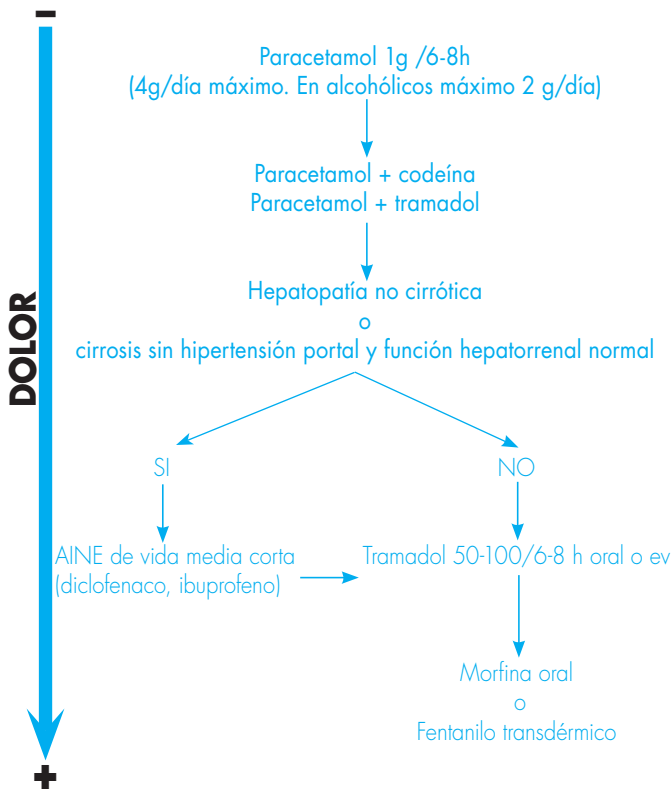 –
Paracetamol 1g /6-8h
(4g/día máximo. En alcohólicos máximo 2 g/día)
Paracetamol + codeína
Paracetamol + tramadol
Hepatopatía no cirrótica
o
cirrosis sin hipertensión portal y función hepatorrenal normal
DOLOR
SI
NO
AINE de vida media corta
(diclofenaco, ibuprofeno)
Tramadol 50-100/6-8 h oral o ev
Morfina oral
o
Fentanilo transdérmico
+